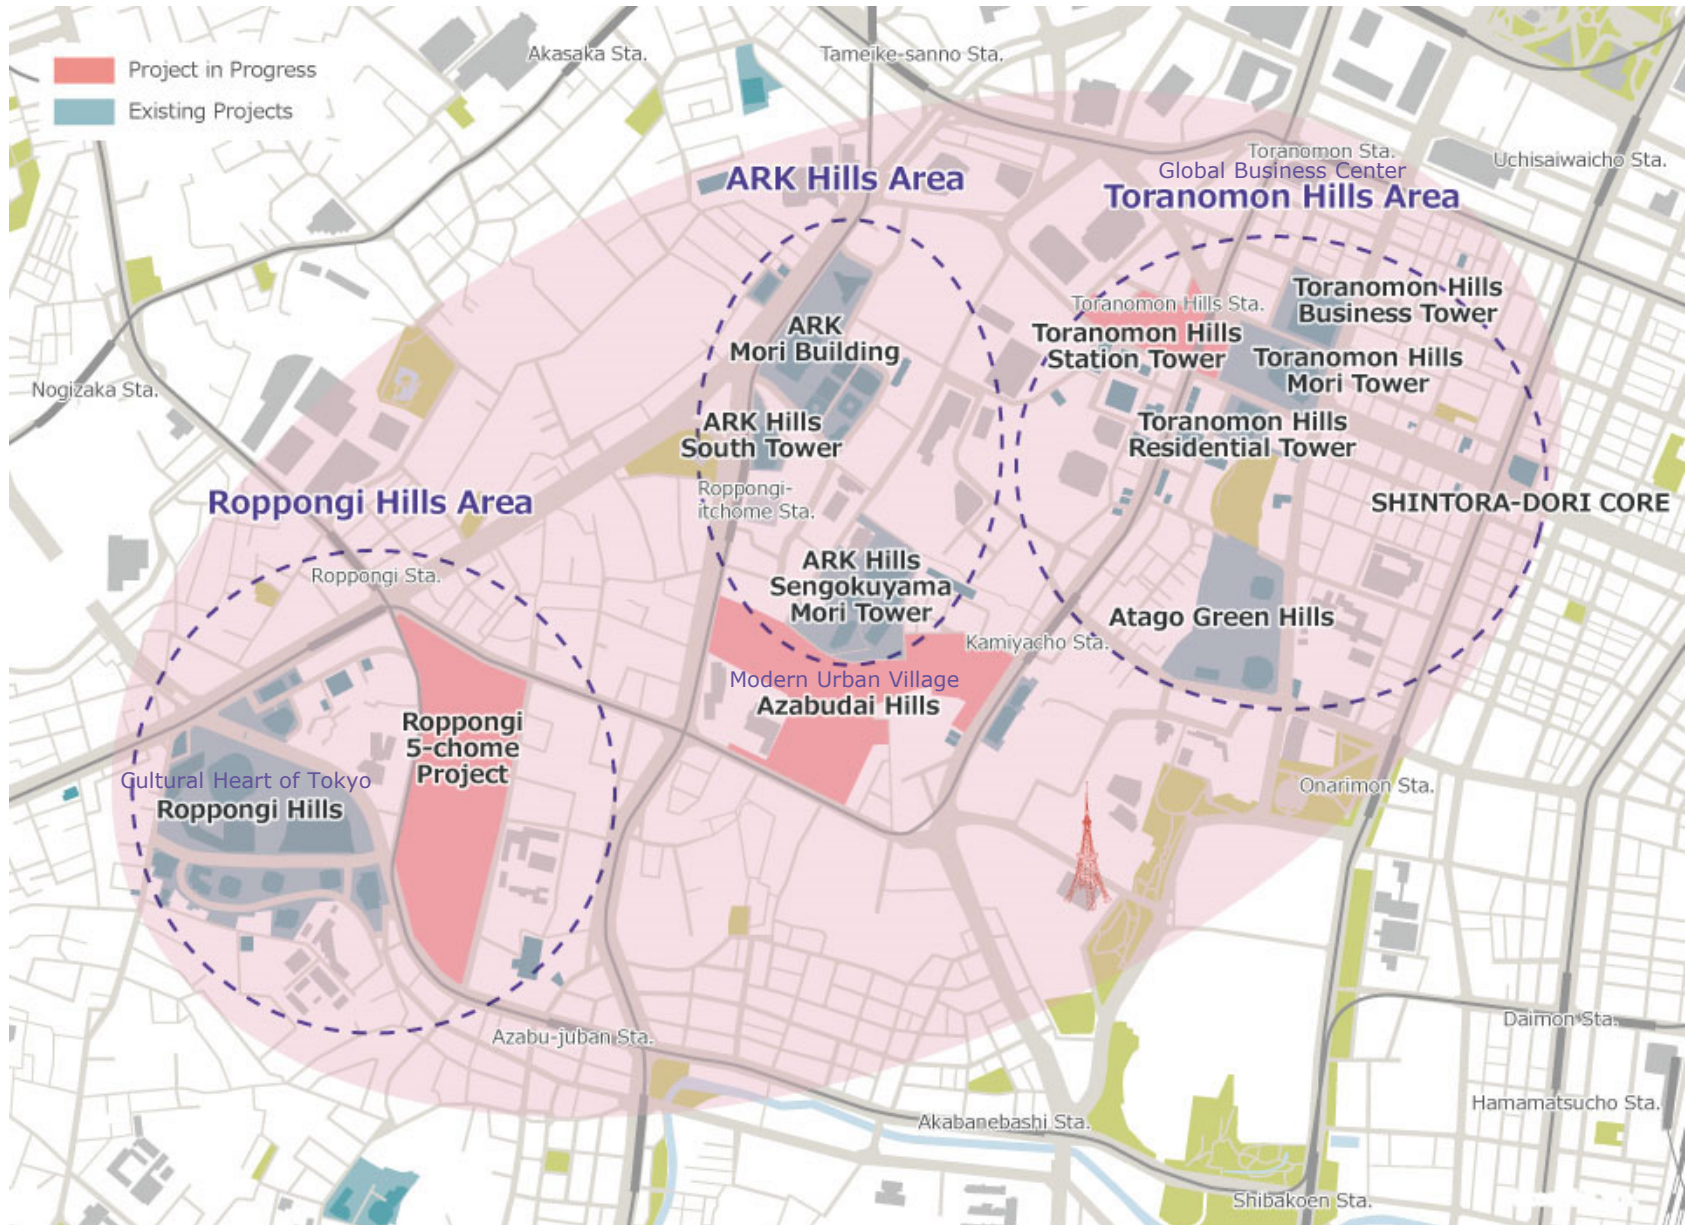 Project in Progress
Existing Projects
Akasaka Sta.
Tameike-sanno Sta.
Toranomon Sta.
Uchisaiwaicho Sta.
Global Business Center
ARK Hills Area
Toranomon Hills Area
Toranomon Hills Sta.
Toranomon Hills
Business Tower
ARK
Mori Building
Toranomon Hills
Station Tower
Toranomon Hills
Mori Tower
Nogizaka Sta.
ARK Hills
South Tower
Toranomon Hills
Residential Tower
Roppongi Hills Area
Roppongi-
itchome Sta.
SHINTORA-DORI CORE
Roppongi Sta.
ARK Hills
Sengokuyama
Mori Tower
Atago Green Hills
Kamiyacho Sta.
Modern Urban Village
Azabudai Hills
Roppongi
5-chome
Project
Cultural Heart of Tokyo
Roppongi Hills
Onarimon Sta.
Azabu-juban Sta.
Daimon Sta.
Akabanebashi Sta.
Hamamatsucho Sta.
Shibakoen Sta.